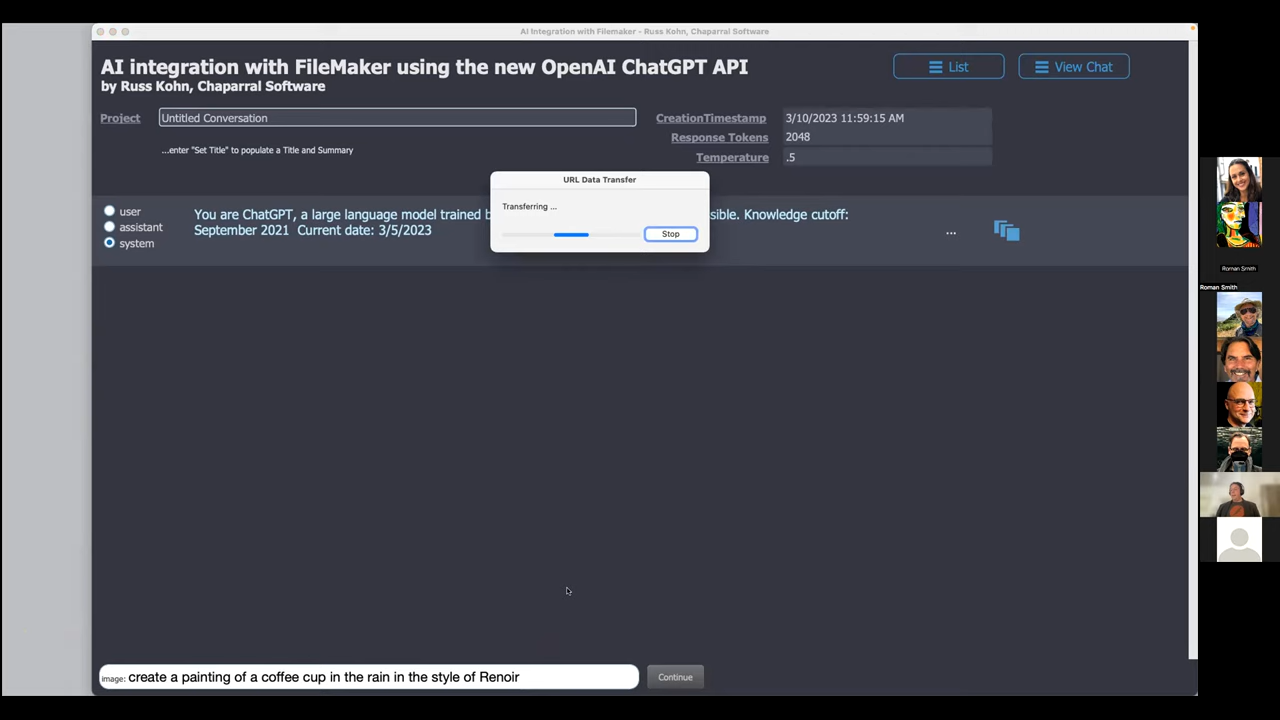 AI Integration with Filemaker - Russ Kohn, Chaparral Software
AI integration with FileMaker using the new OpenAI ChatGPT API
by Russ Kohn, Chaparral Software
List
View Chat
Project
Untitled Conversation
...enter "Set Title" to populate a Title and Summary
CreationTimestamp
3/10/2023 11:59:15 AM
Response Tokens
2048
Temperature
.5
URL Data Transfer
Transferring ...
Stop
user
assistant
system
You are ChatGPT, a large language model trained b
sible. Knowledge cutoff:
September 2021 Current date: 3/5/2023
...
Roman Smith
Roman Smith
image: create a painting of a coffee cup in the rain in the style of Renoir
Continue